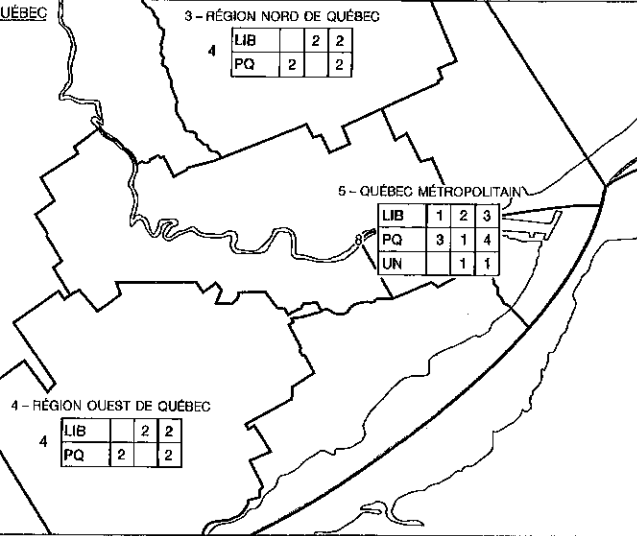 QUÉBEC
3 – RÉGION NORD DE QUÉBEC
4
LIB 2 2
PQ 2 2
5 – QUÉBEC MÉTROPOLITAIN
8
LIB 1 2 3
PQ 3 1 4
UN 1 1
4 – RÉGION OUEST DE QUÉBEC
4
LIB 2 2
PQ 2 2